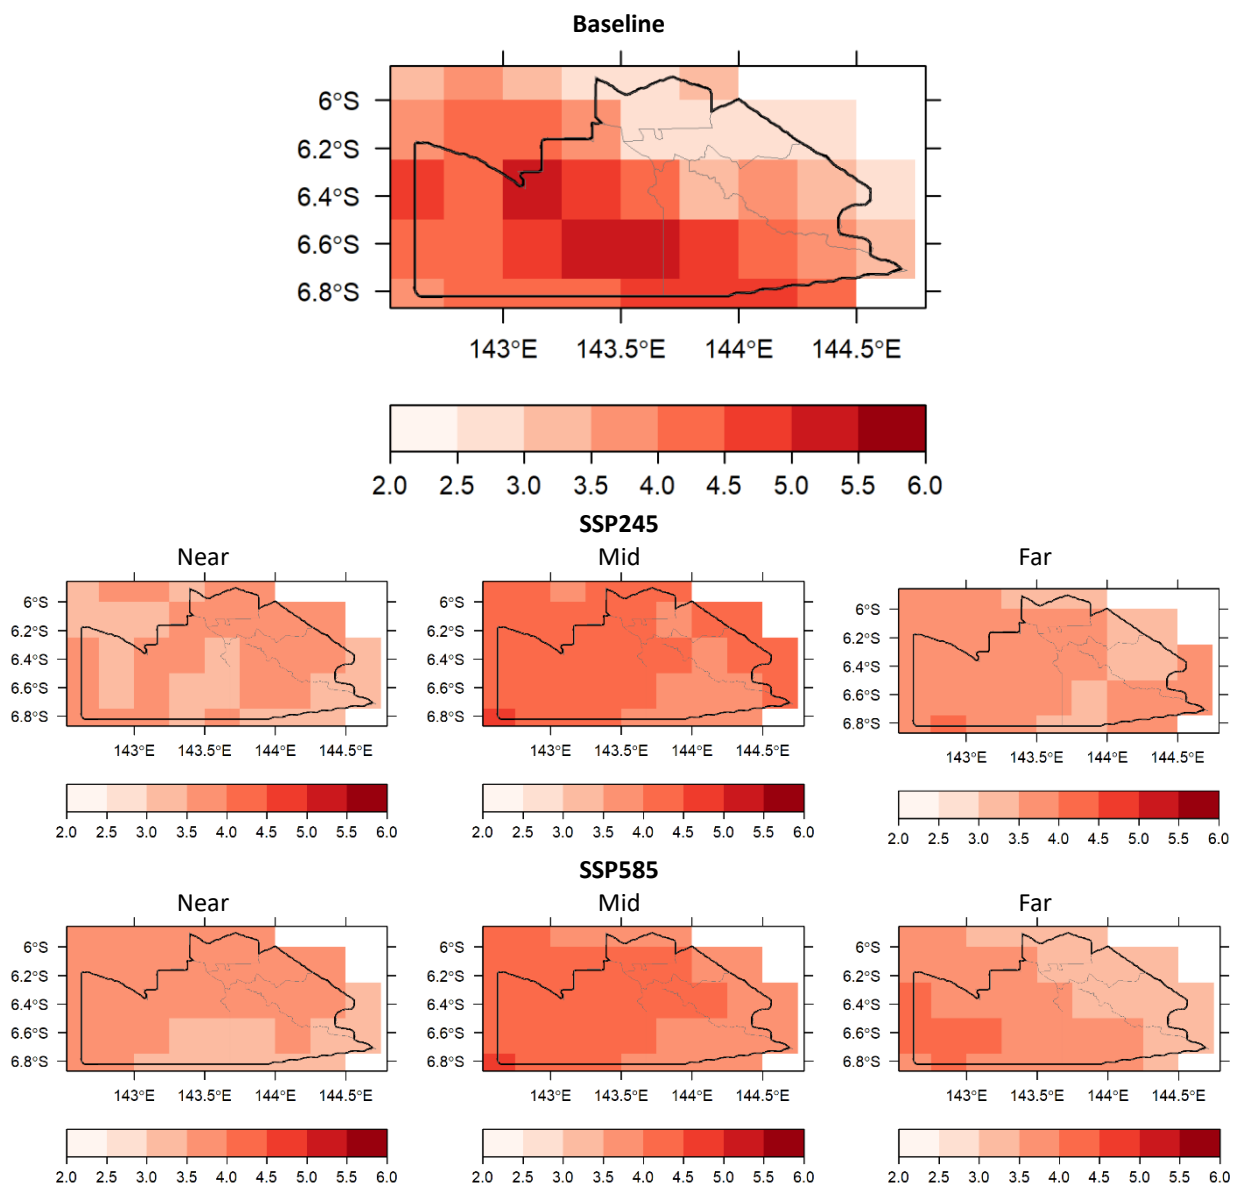 Baseline
6°S
6.2°S
6.4°S
6.6°S
6.8°S
143°E 143.5°E 144°E 144.5°E
2.0 2.5 3.0 3.5 4.0 4.5 5.0 5.5 6.0
SSP245
Near Mid Far
6°S 6°S 6°S
6.2°S 6.2°S 6.2°S
6.4°S 6.4°S 6.4°S
6.6°S 6.6°S 6.6°S
6.8°S 6.8°S 6.8°S
143°E 143.5°E 144°E 144.5°E 143°E 143.5°E 144°E 144.5°E 143°E 143.5°E 144°E 144.5°E
2.0 2.5 3.0 3.5 4.0 4.5 5.0 5.5 6.0 2.0 2.5 3.0 3.5 4.0 4.5 5.0 5.5 6.0 2.0 2.5 3.0 3.5 4.0 4.5 5.0 5.5 6.0
SSP585
Near Mid Far
6°S 6°S 6°S
6.2°S 6.2°S 6.2°S
6.4°S 6.4°S 6.4°S
6.6°S 6.6°S 6.6°S
6.8°S 6.8°S 6.8°S
143°E 143.5°E 144°E 144.5°E 143°E 143.5°E 144°E 144.5°E 143°E 143.5°E 144°E 144.5°E
2.0 2.5 3.0 3.5 4.0 4.5 5.0 5.5 6.0 2.0 2.5 3.0 3.5 4.0 4.5 5.0 5.5 6.0 2.0 2.5 3.0 3.5 4.0 4.5 5.0 5.5 6.0